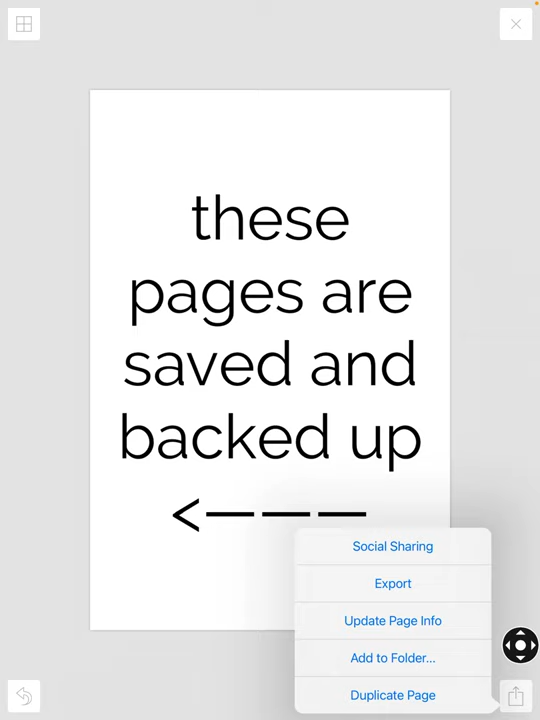 these
pages are
saved and
backed up
<———
Social Sharing
Export
Update Page Info
Add to Folder...
Duplicate Page